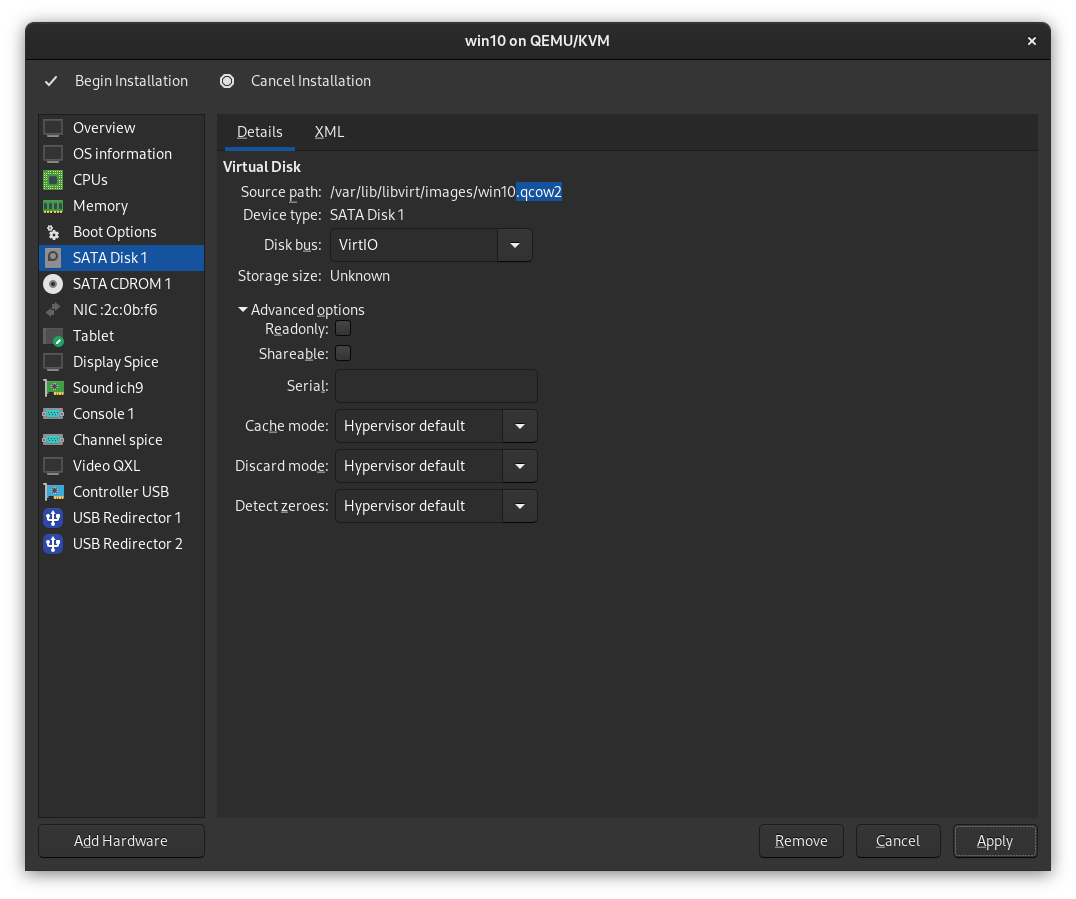 win10 on QEMU/KVM
Begin Installation
Cancel Installation
Overview
OS information
CPUs
Memory
Boot Options
SATA Disk 1
SATA CDROM 1
NIC :2c:0b:f6
Tablet
Display Spice
Sound ich9
Console 1
Channel spice
Video QXL
Controller USB
USB Redirector 1
USB Redirector 2
Add Hardware
Details
XML
Virtual Disk
Source path: /var/lib/libvirt/images/win10.qcow2
Device type: SATA Disk 1
Disk bus: VirtIO
Storage size: Unknown
Advanced options
Readonly:
Shareable:
Serial:
Cache mode: Hypervisor default
Discard mode: Hypervisor default
Detect zeroes: Hypervisor default
Remove
Cancel
Apply